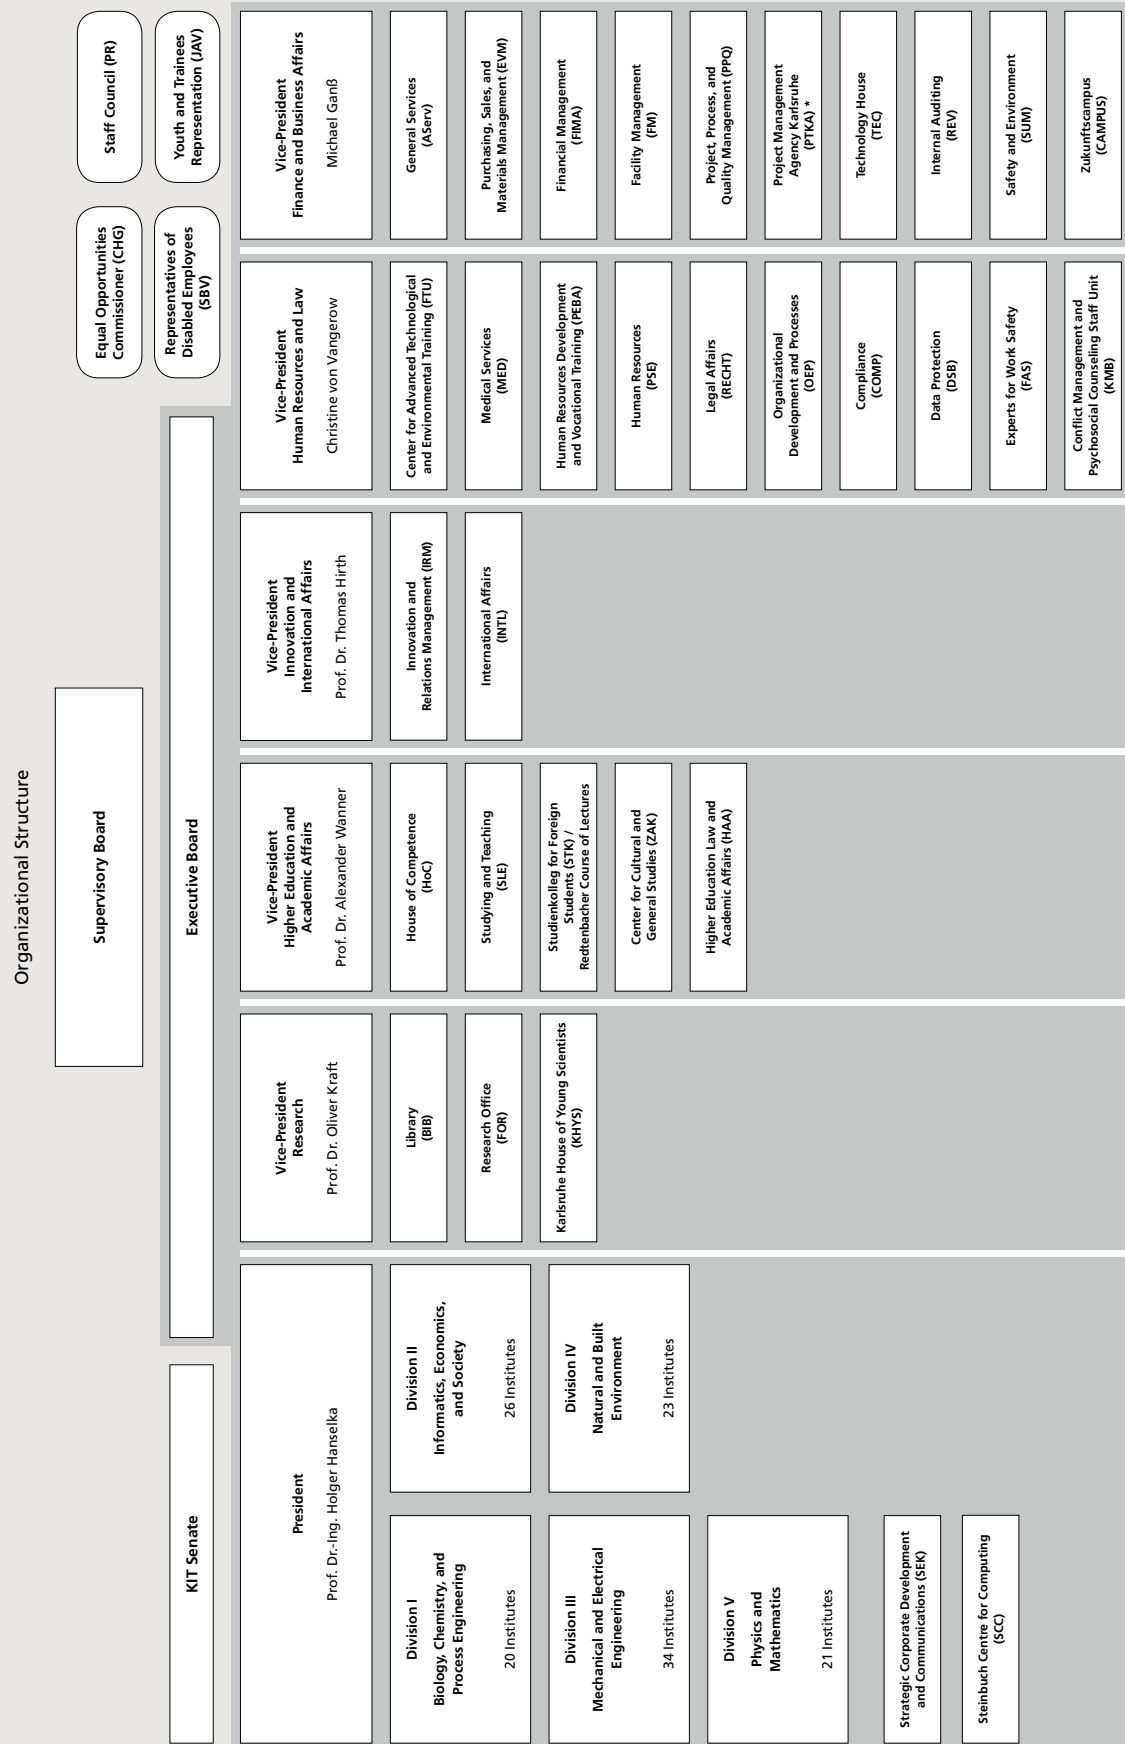 Organizational Structure
Supervisory Board
KIT Senate
Executive Board
Equal Opportunities
Commissioner (CHG)
Staff Council (PR)
Representatives of
Disabled Employees
(SBV)
Youth and Trainees
Representation (JAV)
President
Prof. Dr.-Ing. Holger Hanselka
Division I
Biology, Chemistry, and
Process Engineering
20 Institutes
Division II
Informatics, Economics,
and Society
26 Institutes
Division III
Mechanical and Electrical
Engineering
34 Institutes
Division IV
Natural and Built
Environment
23 Institutes
Division V
Physics and
Mathematics
21 Institutes
Strategic Corporate Development
and Communications (SEK)
Steinbuch Centre for Computing
(SCC)
Vice-President
Research
Prof. Dr. Oliver Kraft
Library
(BIB)
Research Office
(FOR)
Karlsruhe House of Young Scientists
(KHYS)
Vice-President
Higher Education and
Academic Affairs
Prof. Dr. Alexander Wanner
House of Competence
(HoC)
Studying and Teaching
(SLE)
Studienkolleg for Foreign
Students (STK) /
Redtenbacher Course of Lectures
Center for Cultural and
General Studies (ZAK)
Higher Education Law and
Academic Affairs (HAA)
Vice-President
Innovation and
International Affairs
Prof. Dr. Thomas Hirth
Innovation and
Relations Management (IRM)
International Affairs
(INTL)
Vice-President
Human Resources and Law
Christine von Vangerow
Center for Advanced Technological
and Environmental Training (FTU)
Medical Services
(MED)
Human Resources Development
and Vocational Training (PEBA)
Human Resources
(PSE)
Legal Affairs
(RECHT)
Organizational
Development and Processes
(OEP)
Compliance
(COMP)
Data Protection
(DSB)
Experts for Work Safety
(FAS)
Conflict Management and
Psychosocial Counseling Staff Unit
(KMB)
Vice-President
Finance and Business Affairs
Michael Ganß
General Services
(AServ)
Purchasing, Sales, and
Materials Management (EVM)
Financial Management
(FIMA)
Facility Management
(FM)
Project, Process, and
Quality Management (PPQ)
Project Management
Agency Karlsruhe
(PTKA) *
Technology House
(TEC)
Internal Auditing
(REV)
Safety and Environment
(SUM)
Zukunftscampus
(CAMPUS)